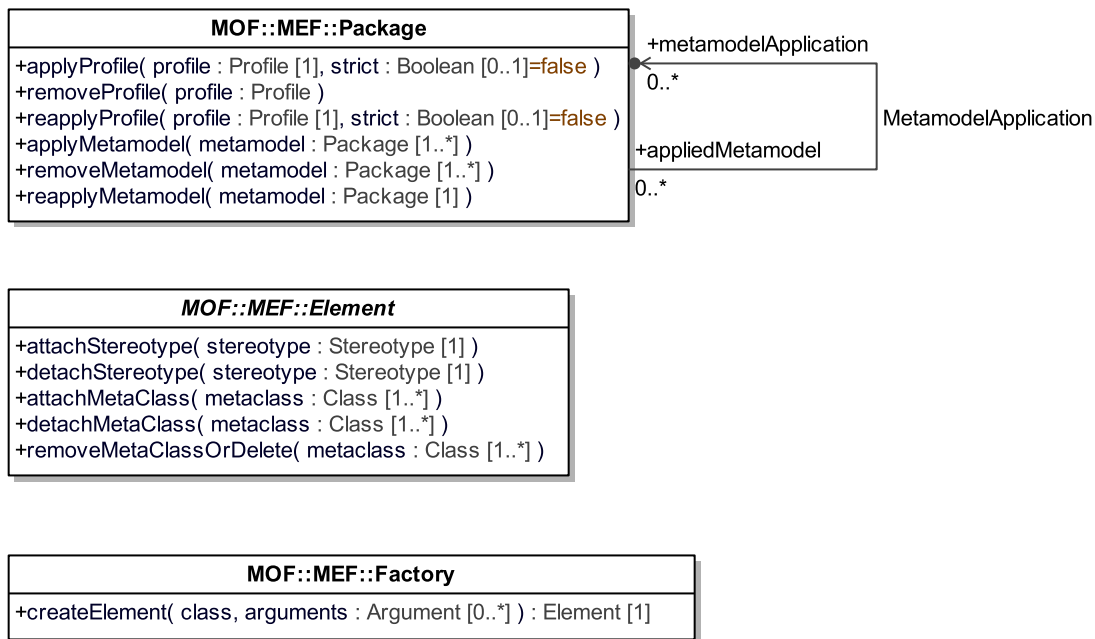 MOF::MEF::Package
+applyProfile( profile : Profile [1], strict : Boolean [0..1]=false )
+removeProfile( profile : Profile )
+reapplyProfile( profile : Profile [1], strict : Boolean [0..1]=false )
+applyMetamodel( metamodel : Package [1..*] )
+removeMetamodel( metamodel : Package [1..*] )
+reapplyMetamodel( metamodel : Package [1] )
+metamodelApplication
0..*
MetamodelApplication
+appliedMetamodel
0..*
MOF::MEF::Element
+attachStereotype( stereotype : Stereotype [1] )
+detachStereotype( stereotype : Stereotype [1] )
+attachMetaClass( metaclass : Class [1..*] )
+detachMetaClass( metaclass : Class [1..*] )
+removeMetaClassOrDelete( metaclass : Class [1..*] )
MOF::MEF::Factory
+createElement( class, arguments : Argument [0..*] ) : Element [1]